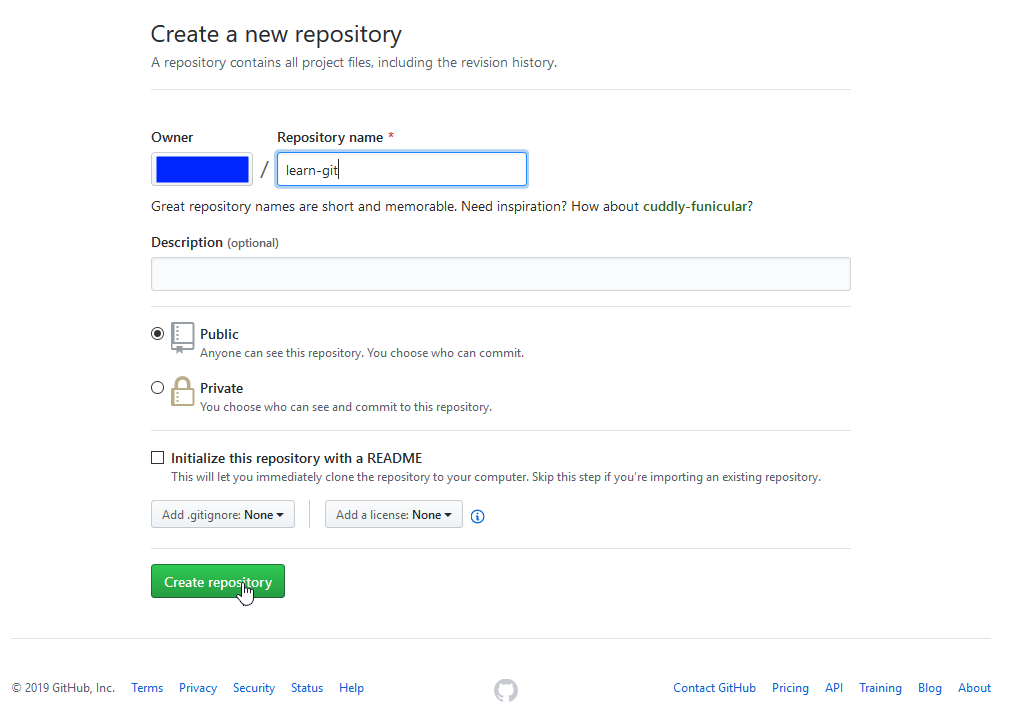 Create a new repository
A repository contains all project files, including the revision history.
Owner Repository name *
/ learn-git
Great repository names are short and memorable. Need inspiration? How about cuddly-funicular?
Description (optional)
Public
Anyone can see this repository. You choose who can commit.
Private
You choose who can see and commit to this repository.
Initialize this repository with a README
This will let you immediately clone the repository to your computer. Skip this step if you’re importing an existing repository.
Add .gitignore: None Add a license: None
Create repository
© 2019 GitHub, Inc. Terms Privacy Security Status Help Contact GitHub Pricing API Training Blog About